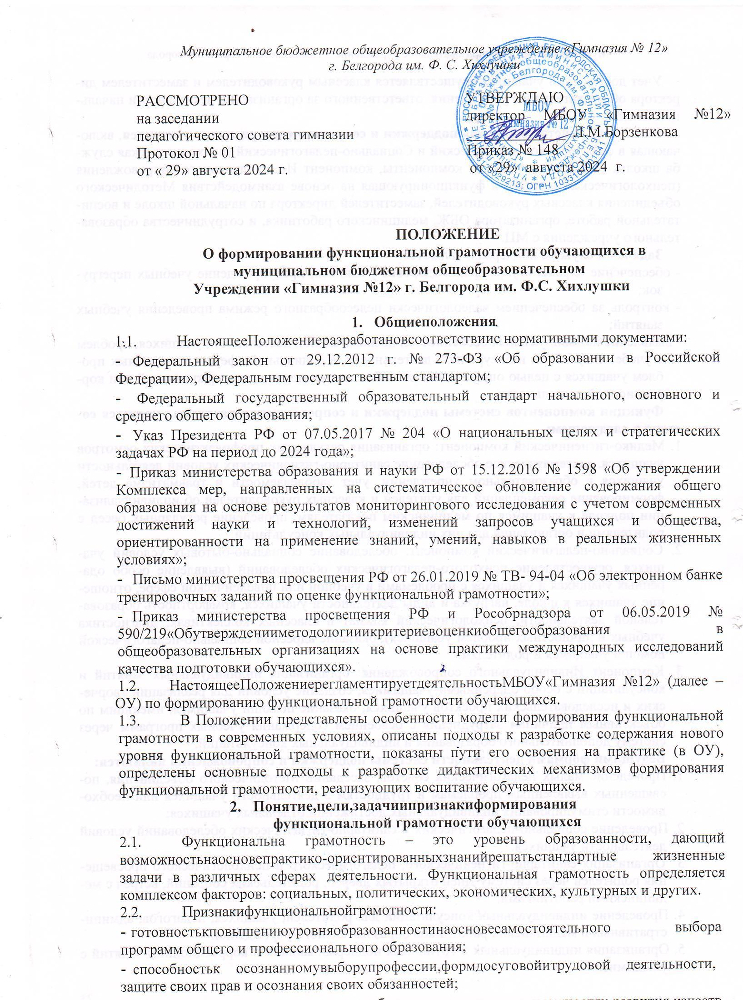 Муниципальное бюджетное общеобразовательное учреждение «Гимназия № 12»
г. Белгорода им. Ф. С. Хихлушки
РАССМОТРЕНО
на заседании
педагогического совета гимназии
Протокол № 01
от « 29» августа 2024 г.
УТВЕРЖДАЮ
директор МБОУ «Гимназия №12»
Л.М.Борзенкова
Приказ № 148
от «29» августа 2024 г.
МБОУ
"Гимназия № 12"
ПОЛОЖЕНИЕ
О формировании функциональной грамотности обучающихся в
муниципальном бюджетном общеобразовательном
Учреждении «Гимназия №12» г. Белгорода им. Ф.С. Хихлушки
1. Общиеположения.
1.1. НастоящееПоложениеразработановсоответствиис нормативными документами:
- Федеральный закон от 29.12.2012 г. № 273-ФЗ «Об образовании в Российской
Федерации», Федеральным государственным стандартом;
- Федеральный государственный образовательный стандарт начального, основного и
среднего общего образования;
- Указ Президента РФ от 07.05.2017 № 204 «О национальных целях и стратегических
задачах РФ на период до 2024 года»;
- Приказ министерства образования и науки РФ от 15.12.2016 № 1598 «Об утверждении
Комплекса мер, направленных на систематическое обновление содержания общего
образования на основе результатов мониторингового исследования с учетом современных
достижений науки и технологий, изменений запросов учащихся и общества,
ориентированности на применение знаний, умений, навыков в реальных жизненных
условиях»;
- Письмо министерства просвещения РФ от 26.01.2019 № ТВ- 94-04 «Об электронном банке
тренировочных заданий по оценке функциональной грамотности»;
- Приказ министерства просвещения РФ и Рособрнадзора от 06.05.2019 №
590/219«Обутвержденииметодологииикритериевоценкиобщегообразования в
общеобразовательных организациях на основе практики международных исследований
качества подготовки обучающихся».
1.2. НастоящееПоложениерегламентируетдеятельностьМБОУ«Гимназия №12» (далее –
ОУ) по формированию функциональной грамотности обучающихся.
1.3. В Положении представлены особенности модели формирования функциональной
грамотности в современных условиях, описаны подходы к разработке содержания нового
уровня функциональной грамотности, показаны пути его освоения на практике (в ОУ),
определены основные подходы к разработке дидактических механизмов формирования
функциональной грамотности, реализующих воспитание обучающихся.
2. Понятие,цели,задачиипризнакиформирования
функциональной грамотности обучающихся
2.1. Функциональна грамотность – это уровень образованности, дающий
возможностьнаосновепрактико-ориентированныхзнанийрешатьстандартные жизненные
задачи в различных сферах деятельности. Функциональная грамотность определяется
комплексом факторов: социальных, политических, экономических, культурных и других.
2.2. Признакифункциональнойграмотности:
- готовностькповышениюуровняобразованностинаосновесамостоятельного выбора
программ общего и профессионального образования;
- способностьк осознанномувыборупрофессии,формдосуговойитрудовой деятельности,
защите своих прав и осознания своих обязанностей;